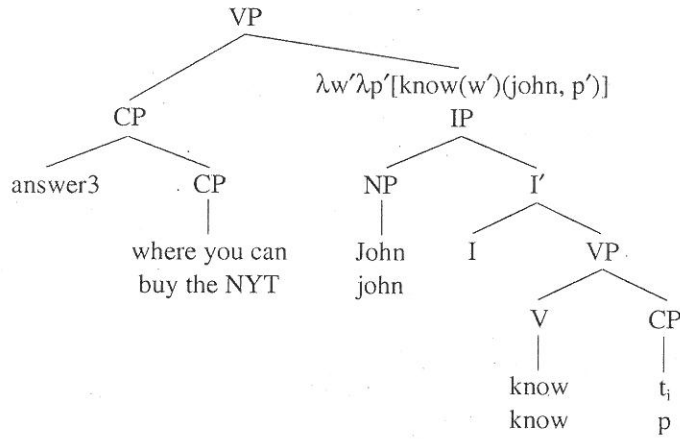 VP
λw′λp′[know(w′)(john, p′)]
CP IP
answer3 CP NP I′
where you can John I VP
buy the NYT john
V CP
know tᵢ
know p